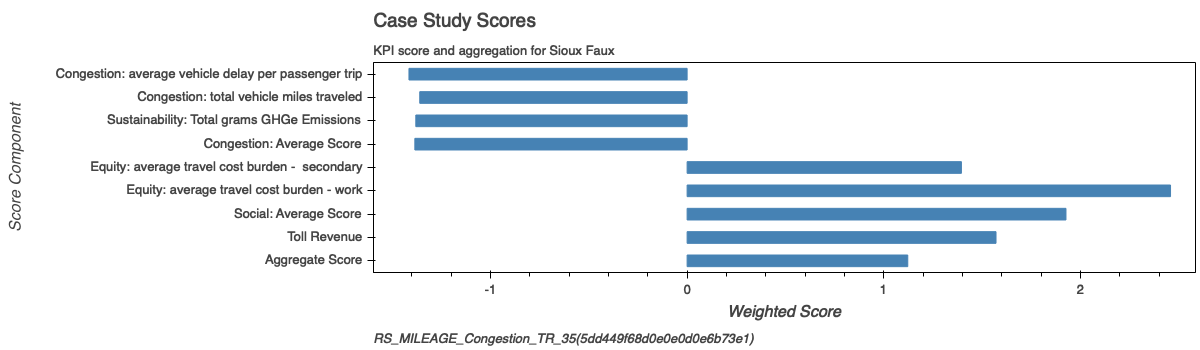 Case Study Scores
KPI score and aggregation for Sioux Faux
Score Component
Congestion: average vehicle delay per passenger trip
Congestion: total vehicle miles traveled
Sustainability: Total grams GHGe Emissions
Congestion: Average Score
Equity: average travel cost burden - secondary
Equity: average travel cost burden - work
Social: Average Score
Toll Revenue
Aggregate Score
-1 0 1 2
Weighted Score
RS_MILEAGE_Congestion_TR_35(5dd449f68d0e0e0d0e6b73e1)